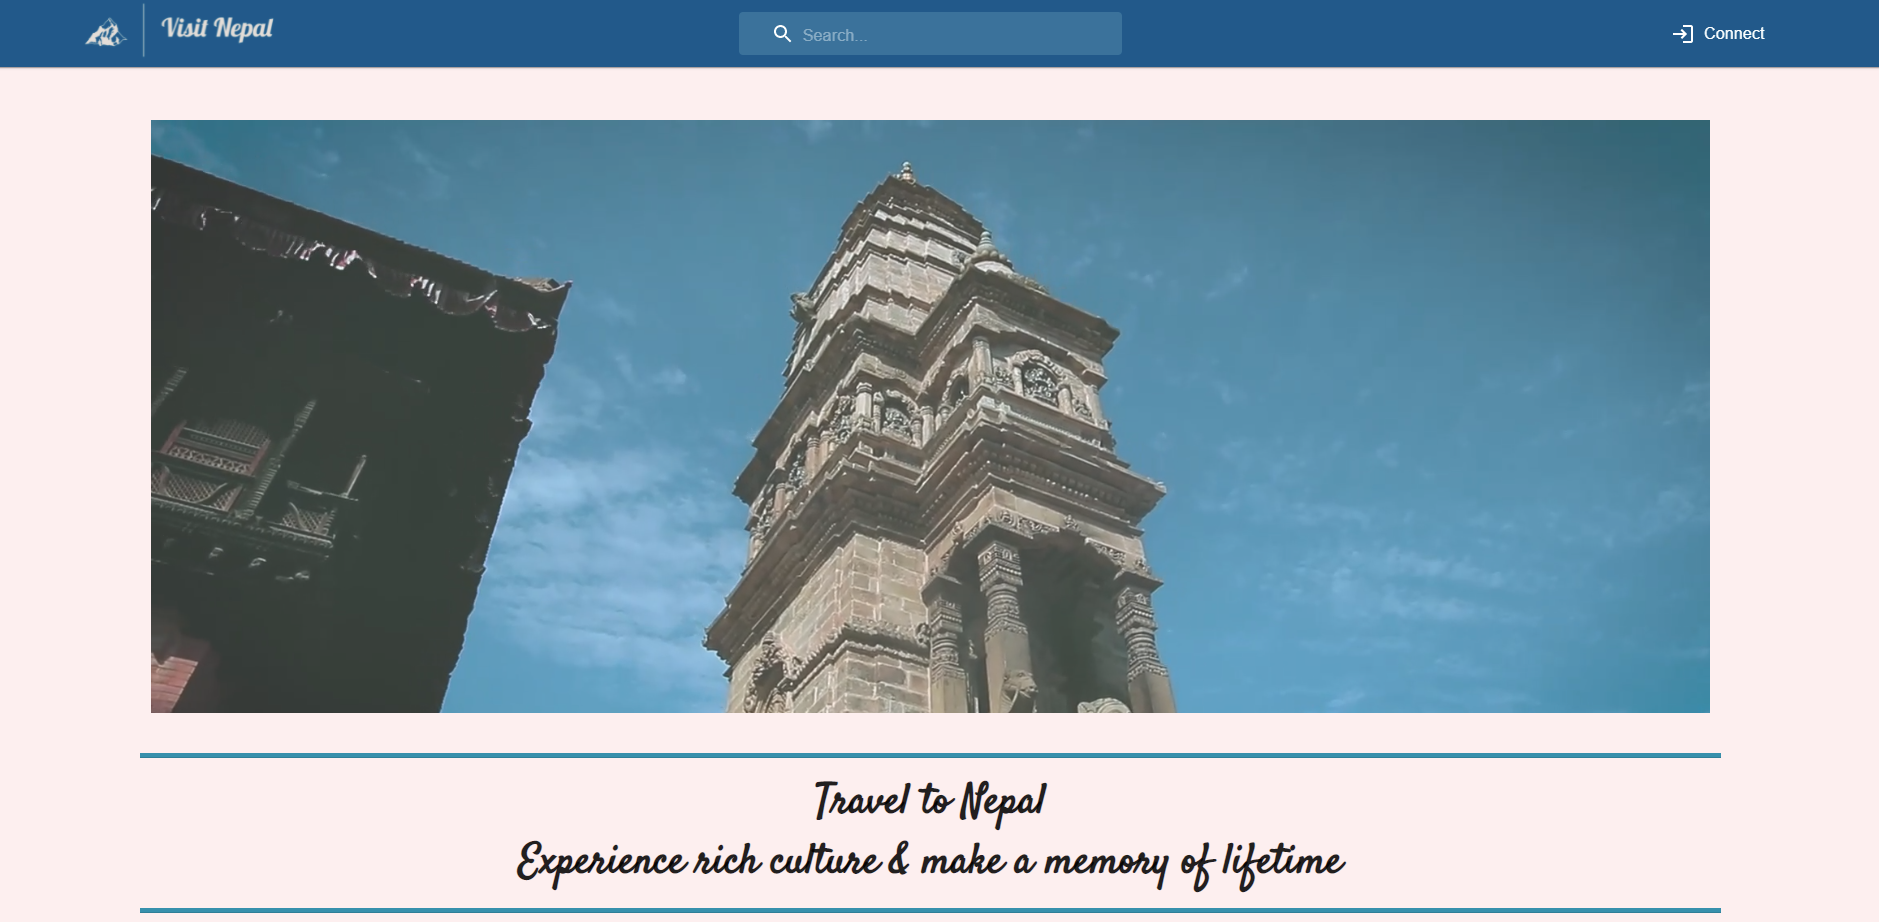 Visit Nepal
Search...
Connect
Travel to Nepal
Experience rich culture & make a memory of lifetime